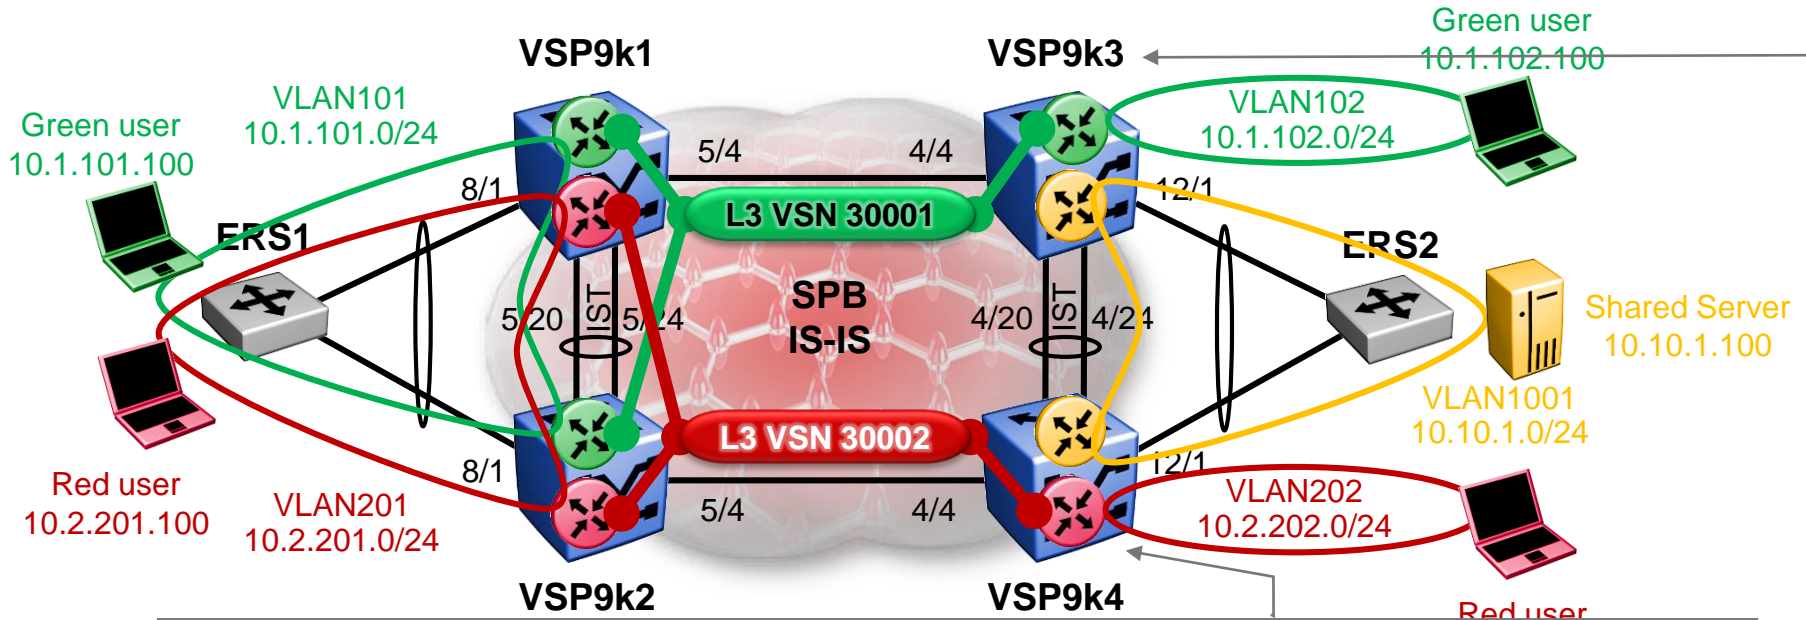 VSP9k1
VSP9k3
Green user
10.1.102.100
VLAN101
10.1.101.0/24
VLAN102
10.1.102.0/24
Green user
10.1.101.100
5/4
4/4
8/1
12/1
L3 VSN 30001
ERS1
ERS2
SPB
IS-IS
5/20
IST
5/24
4/20
IST
4/24
Shared Server
10.10.1.100
VLAN1001
10.10.1.0/24
L3 VSN 30002
8/1
12/1
Red user
10.2.201.100
VLAN201
10.2.201.0/24
5/4
4/4
VLAN202
10.2.202.0/24
VSP9k2
VSP9k4
Red user